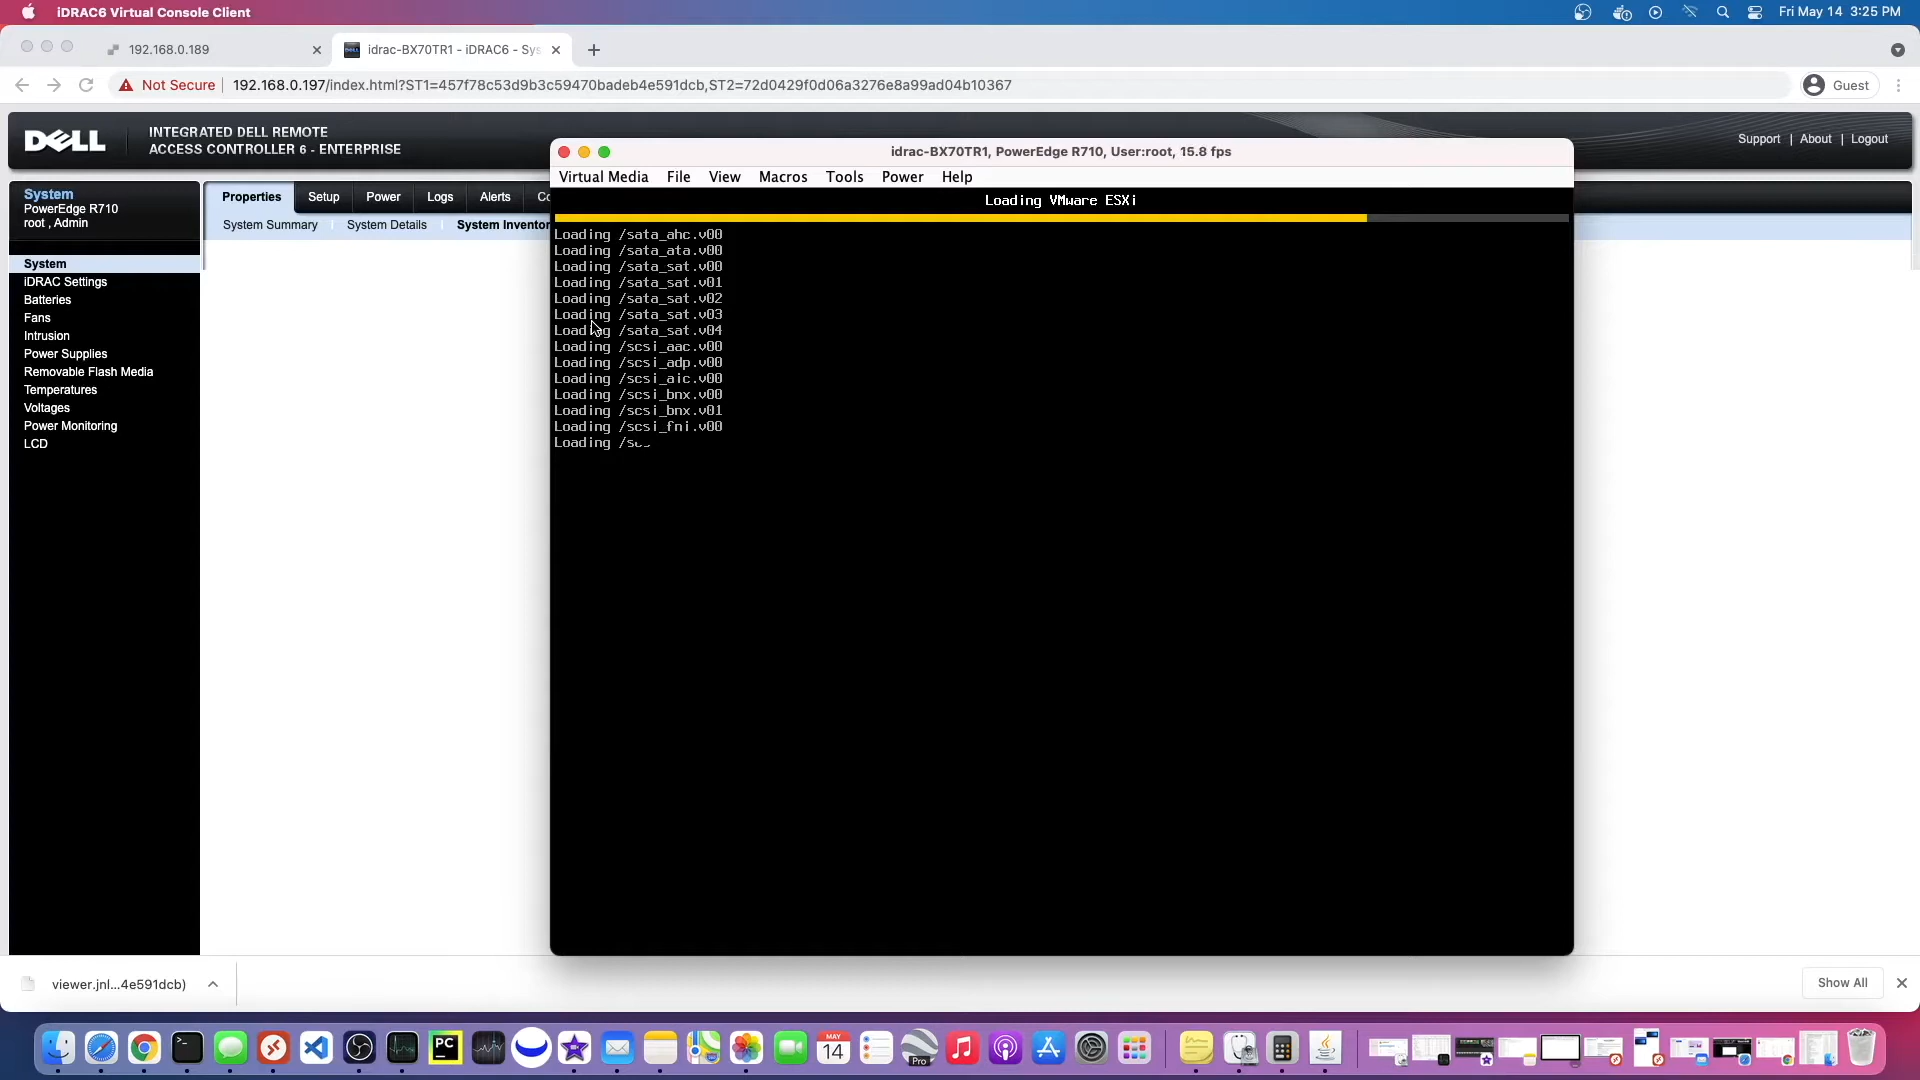 iDRAC6 Virtual Console Client
Fri May 14 3:25 PM
192.168.0.189
idrac-BX70TR1 - iDRAC6 - Sys
Not Secure
192.168.0.197/index.html?ST1=457f78c53d9b3c59470badeb4e591dcb,ST2=72d0429f0d06a3276e8a99ad04b10367
Guest
DELL
INTEGRATED DELL REMOTE
ACCESS CONTROLLER 6 - ENTERPRISE
Support | About | Logout
System
PowerEdge R710
root , Admin
Properties Setup Power Logs Alerts Co
System Summary System Details System Inventor
System
iDRAC Settings
Batteries
Fans
Intrusion
Power Supplies
Removable Flash Media
Temperatures
Voltages
Power Monitoring
LCD
idrac-BX70TR1, PowerEdge R710, User:root, 15.8 fps
Virtual Media File View Macros Tools Power Help
Loading VMware ESXi
Loading /sata_ahc.v00
Loading /sata_ata.v00
Loading /sata_sat.v00
Loading /sata_sat.v01
Loading /sata_sat.v02
Loading /sata_sat.v03
Loading /sata_sat.v04
Loading /scsi_aac.v00
Loading /scsi_adp.v00
Loading /scsi_aic.v00
Loading /scsi_bnx.v00
Loading /scsi_bnx.v01
Loading /scsi_fni.v00
Loading
viewer.jnl...4e591dcb)
Show All
PC
MAY
14
Pro